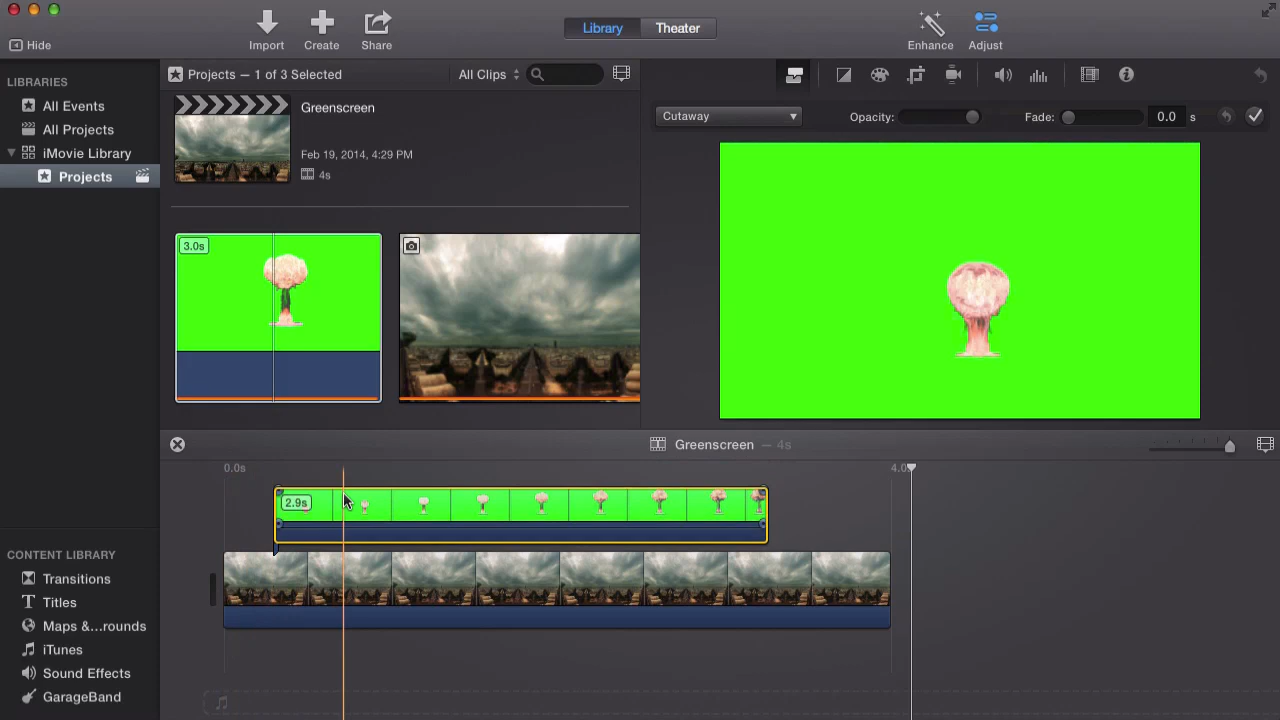 Library
Theater
Hide
Import
Create
Share
Enhance
Adjust
LIBRARIES
All Events
All Projects
iMovie Library
Projects
Projects — 1 of 3 Selected
All Clips
Greenscreen
Feb 19, 2014, 4:29 PM
4s
3.0s
Cutaway
Opacity:
Fade:
0.0
s
Greenscreen — 4s
0.0s
4.0
2.9s
CONTENT LIBRARY
Transitions
Titles
Maps &...rounds
iTunes
Sound Effects
GarageBand